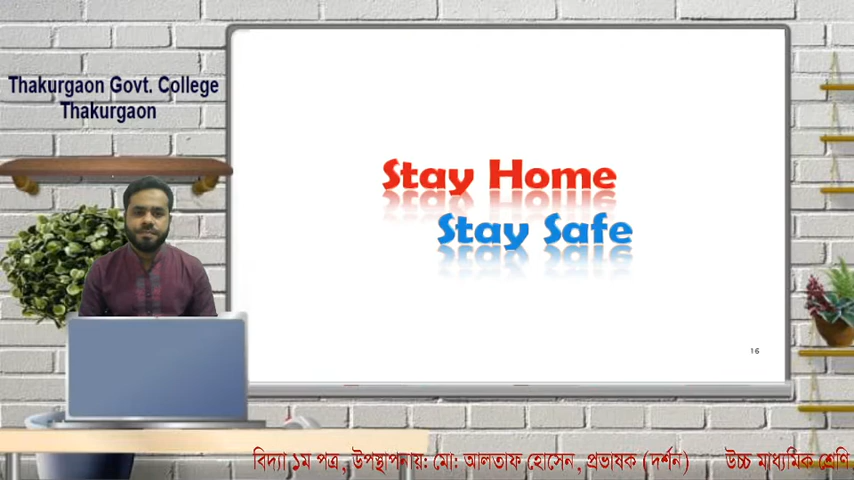 Thakurgaon Govt. College
Thakurgaon
Stay Home
Stay Safe
16
বিদ্যা ১ম পত্র, উপস্থাপনায়: মো: আলতাফ হোসেন, প্রভাষক (দর্শন) উচ্চ মাধ্যমিক শ্রেণি